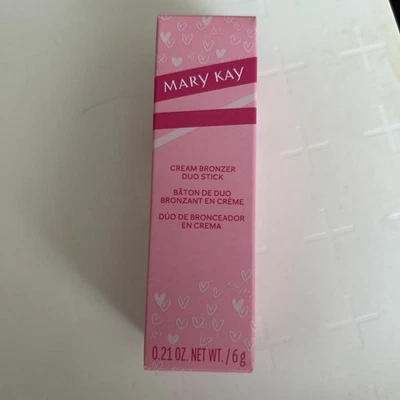 MARY KAY
CREAM BRONZER
DUO STICK
BÂTON DE DUO
BRONZANT EN CRÈME
DÚO DE BRONCEADOR
EN CREMA
0.21 OZ. NET WT. / 6 g